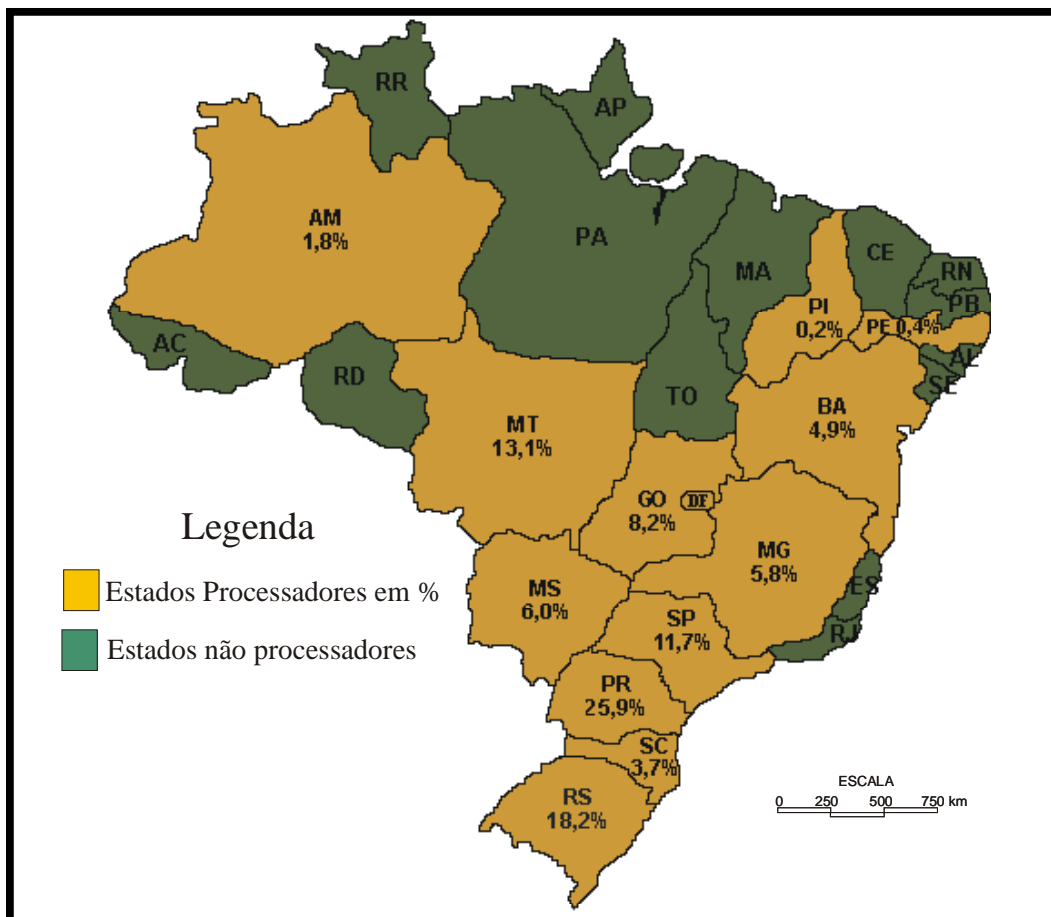 RR
AP
AM
1,8%
PA
MA
CE
RN
PB
PI
0,2%
PE 0,4%
AL
SE
AC
RD
TO
BA
4,9%
MT
13,1%
GO
8,2%
DF
Legenda
MG
5,8%
Estados Processadores em %
MS
6,0%
ES
SP
11,7%
RJ
Estados não processadores
PR
25,9%
SC
3,7%
RS
18,2%
ESCALA
0 250 500 750 km